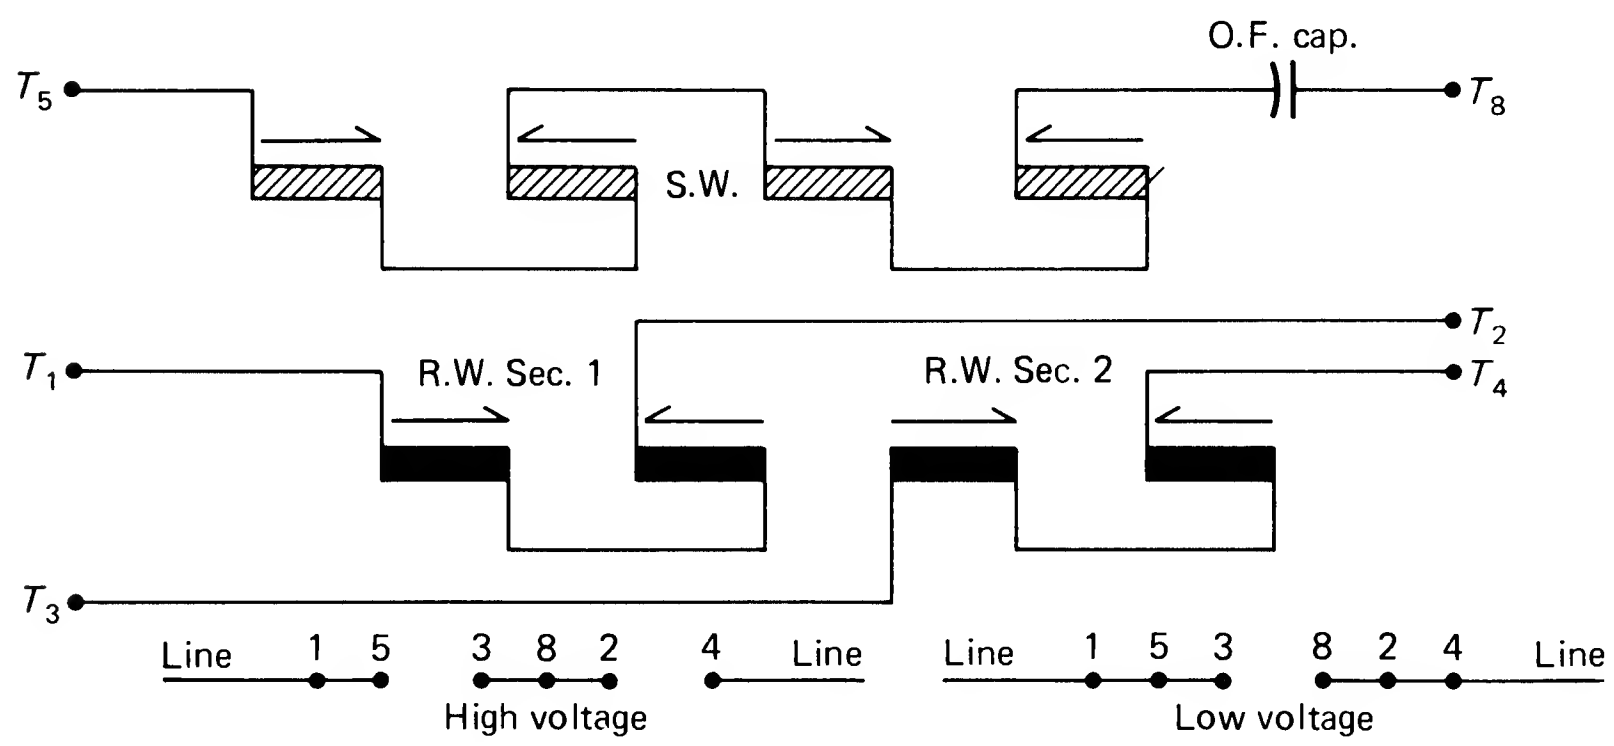 O.F. cap.
T5
T8
S.W.
T2
T1
R.W. Sec. 1
R.W. Sec. 2
T4
T3
Line 1 5 3 8 2 4 Line
High voltage
Line 1 5 3 8 2 4 Line
Low voltage